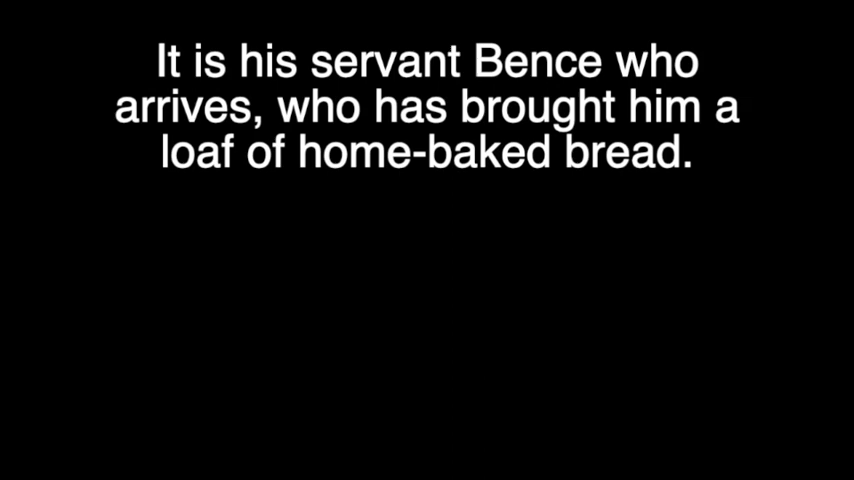 It is his servant Bence who
arrives, who has brought him a
loaf of home-baked bread.